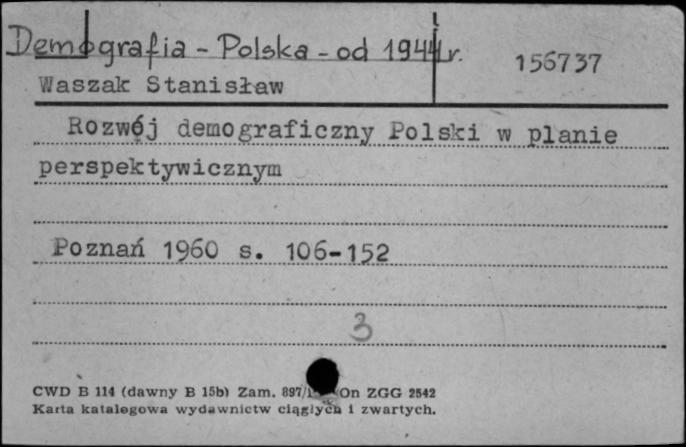 Demografia - Polska - od 1944r.
156737
Waszak Stanisław
Rozwój demograficzny Polski w planie
perspektywicznym
Poznań 1960 s. 106-152
3
CWD B 114 (dawny B 15b) Zam. 897/ On ZGG 2542
Karta katalogowa wydawnictw ciągłych i zwartych.